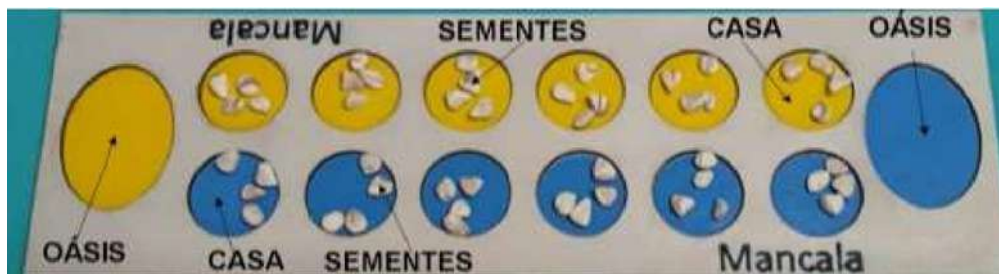 Mancala
SEMENTES
CASA
OÁSIS
OÁSIS
CASA
SEMENTES
Mancala